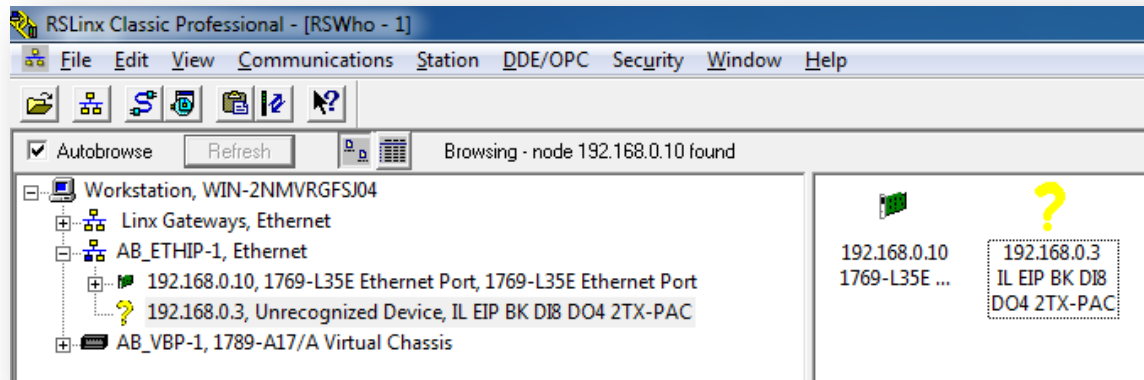 RSLinx Classic Professional - [RSWho - 1]
File Edit View Communications Station DDE/OPC Security Window Help
Autobrowse Refresh Browsing - node 192.168.0.10 found
Workstation, WIN-2NMVRGFSJ04
Linx Gateways, Ethernet
AB_ETHIP-1, Ethernet
192.168.0.10, 1769-L35E Ethernet Port, 1769-L35E Ethernet Port
192.168.0.3, Unrecognized Device, IL EIP BK DI8 DO4 2TX-PAC
AB_VBP-1, 1789-A17/A Virtual Chassis
192.168.0.10
1769-L35E ...
192.168.0.3
IL EIP BK DI8
DO4 2TX-PAC